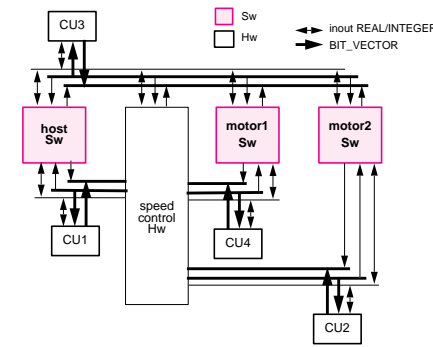 CU3
Sw
Hw
inout REAL/INTEGER
BIT_VECTOR
host
Sw
motor1
Sw
motor2
Sw
speed
control
Hw
CU1
CU4
CU2